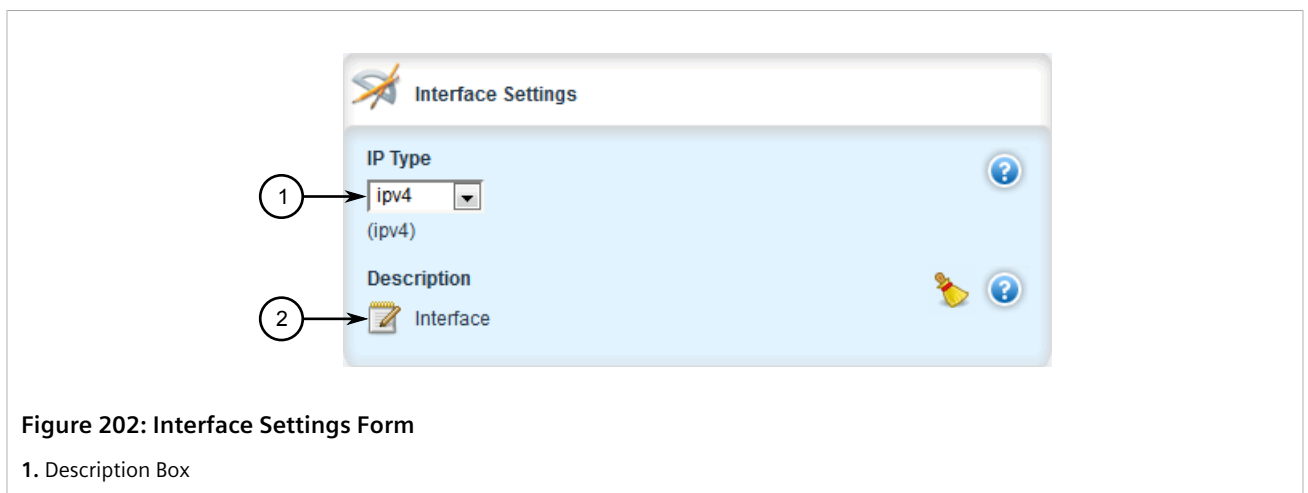 Interface Settings
IP Type
1
ipv4
(ipv4)
Description
2
Interface
Figure 202: Interface Settings Form
1. Description Box